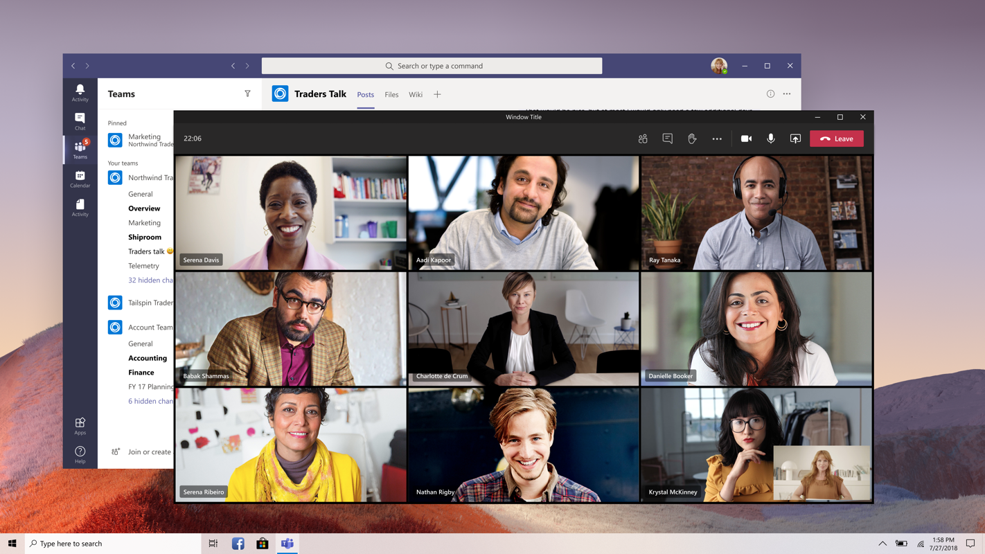 Search or type a command
Activity
Chat
Teams
5
Calendar
Activity
Apps
Help
Teams
Pinned
Marketing
Northwind Trade
Your teams
Northwind Tra
General
Overview
Marketing
Shiproom
Traders talk 😄
Telemetry
32 hidden cha
Tailspin Trader
Account Team
General
Accounting
Finance
FY 17 Planning
6 hidden chan
Join or create
Traders Talk
Posts
Files
Wiki
Window Title
22:06
Leave
Serena Davis
Aadi Kapoor
Ray Tanaka
Babak Shammas
Charlotte de Crum
Danielle Booker
Serena Ribeiro
Nathan Rigby
Krystal McKinney
Type here to search
1:58 PM
7/27/2018